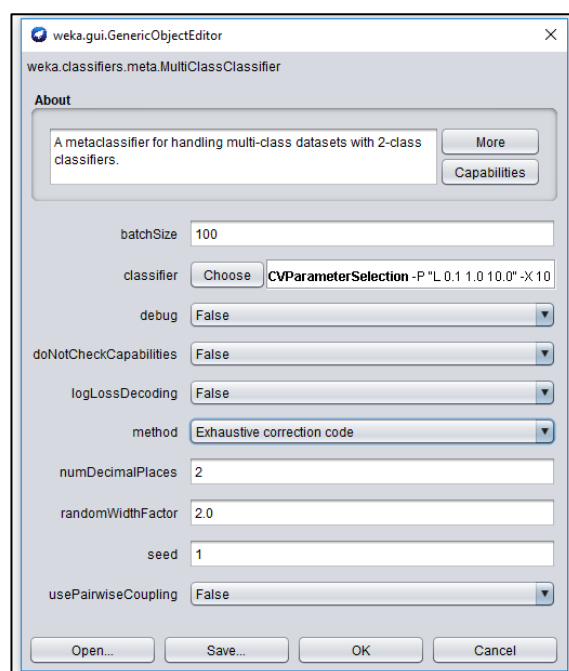 weka.gui.GenericObjectEditor
weka.classifiers.meta.MultiClassClassifier
About
A metaclassifier for handling multi-class datasets with 2-class
classifiers.
More
Capabilities
batchSize 100
classifier Choose CVParameterSelection -P "L 0.1 1.0 10.0" -X 10
debug False
doNotCheckCapabilities False
logLossDecoding False
method Exhaustive correction code
numDecimalPlaces 2
randomWidthFactor 2.0
seed 1
usePairwiseCoupling False
Open... Save... OK Cancel